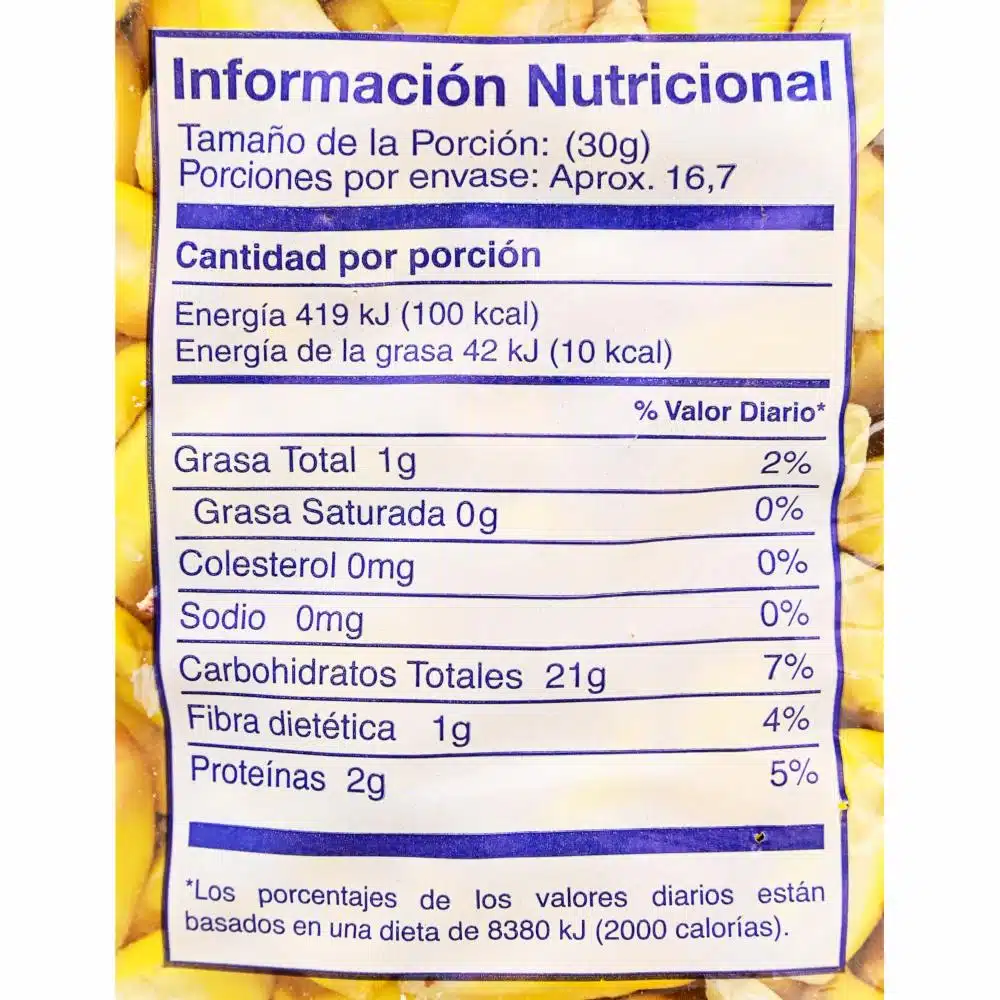 Información Nutricional
Tamaño de la Porción: (30g)
Porciones por envase: Aprox. 16,7
Cantidad por porción
Energía 419 kJ (100 kcal)
Energía de la grasa 42 kJ (10 kcal)
% Valor Diario*
Grasa Total 1g 2%
Grasa Saturada 0g 0%
Colesterol 0mg 0%
Sodio 0mg 0%
Carbohidratos Totales 21g 7%
Fibra dietética 1g 4%
Proteínas 2g 5%
*Los porcentajes de los valores diarios están
basados en una dieta de 8380 kJ (2000 calorías).